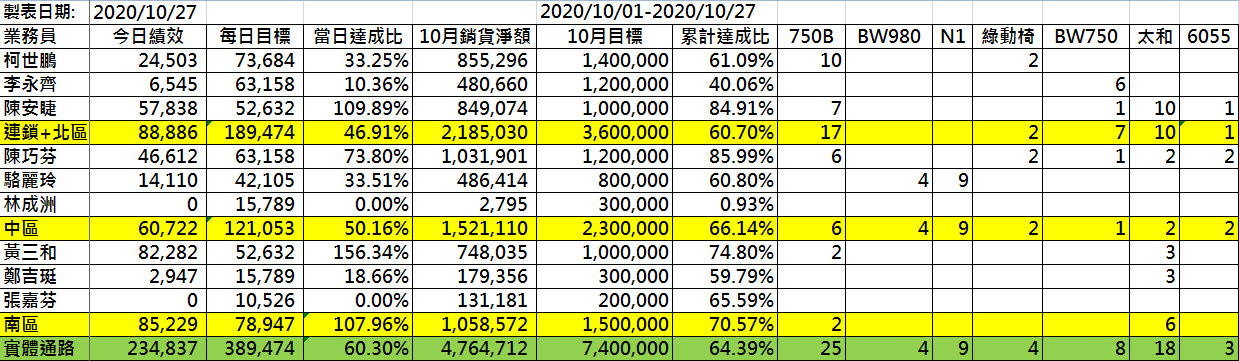 製表日期: 2020/10/27 2020/10/01-2020/10/27
業務員 今日績效 每日目標 當日達成比 10月銷貨淨額 10月目標 累計達成比 750B BW980 N1 綠動椅 BW750 太和 6055
柯世鵬 24,503 73,684 33.25% 855,296 1,400,000 61.09% 10 2
李永齊 6,545 63,158 10.36% 480,660 1,200,000 40.06% 6
陳安睫 57,838 52,632 109.89% 849,074 1,000,000 84.91% 7 1 10 1
連鎖+北區 88,886 189,474 46.91% 2,185,030 3,600,000 60.70% 17 2 7 10 1
陳巧芬 46,612 63,158 73.80% 1,031,901 1,200,000 85.99% 6 2 1 2 2
駱麗玲 14,110 42,105 33.51% 486,414 800,000 60.80% 4 9
林成洲 0 15,789 0.00% 2,795 300,000 0.93%
中區 60,722 121,053 50.16% 1,521,110 2,300,000 66.14% 6 4 9 2 1 2 2
黃三和 82,282 52,632 156.34% 748,035 1,000,000 74.80% 2 3
鄭吉珽 2,947 15,789 18.66% 179,356 300,000 59.79% 3
張嘉芬 0 10,526 0.00% 131,181 200,000 65.59%
南區 85,229 78,947 107.96% 1,058,572 1,500,000 70.57% 2 6
實體通路 234,837 389,474 60.30% 4,764,712 7,400,000 64.39% 25 4 9 4 8 18 3